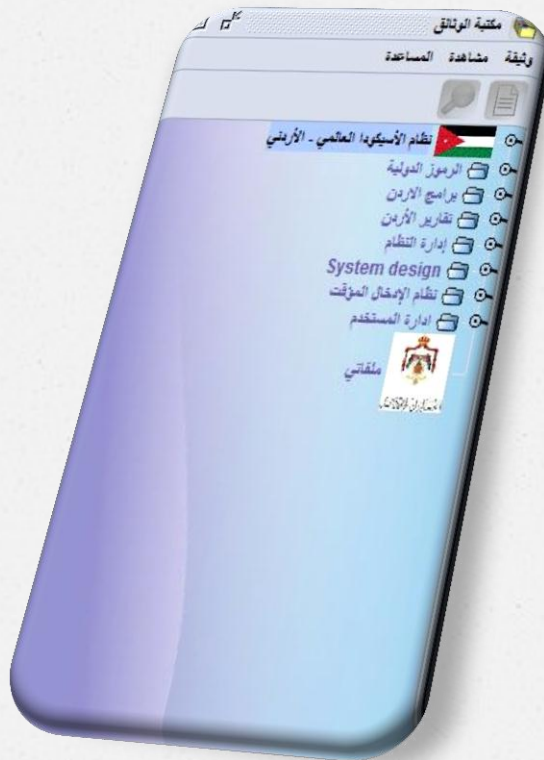 مكتبة الوثائق
وثيقة مشاهدة المساعدة
نظام الأسيكودا العالمي - الأردني
الرموز الدولية
برامج الاردن
تقارير الأردن
إدارة النظام
System design
نظام الإدخال المؤقت
ادارة المستخدم
ملفاتي